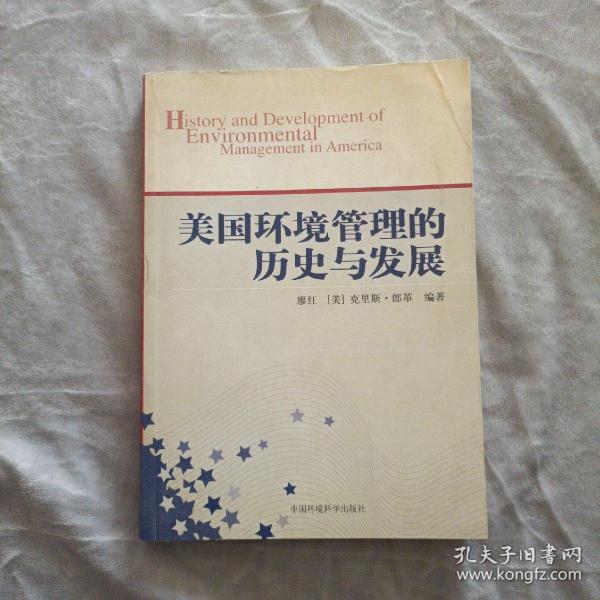 History and Development of
Environmental
Management in America
美国环境管理的
历史与发展
廖红 [美] 克里斯·郎革 编著
中国环境科学出版社
孔夫子旧书网
www.kongfz.com